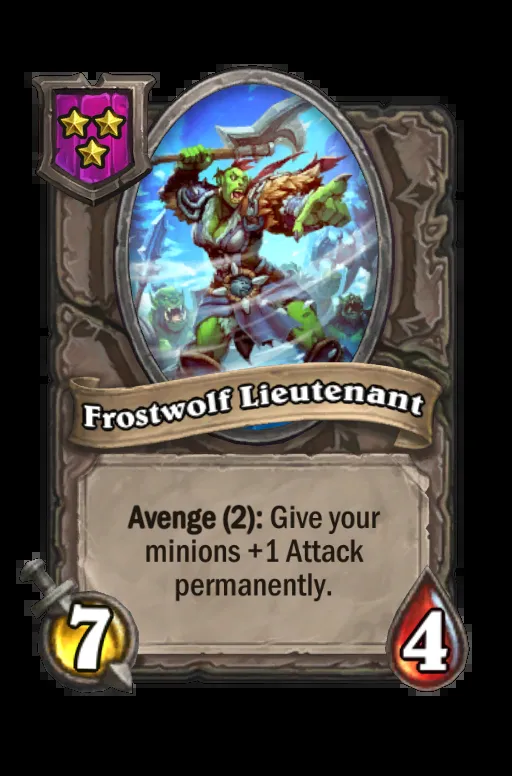 Frostwolf Lieutenant
Avenge (2): Give your
minions +1 Attack
permanently.
7
4